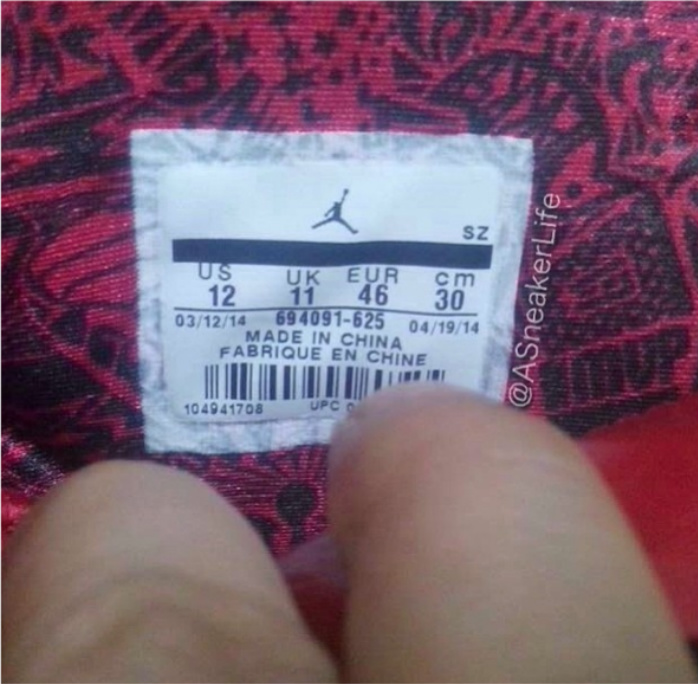 SZ
US UK EUR cm
12 11 46 30
03/12/14 694091-625 04/19/14
MADE IN CHINA
FABRIQUE EN CHINE
104941708 UPC
@ASneakerLife